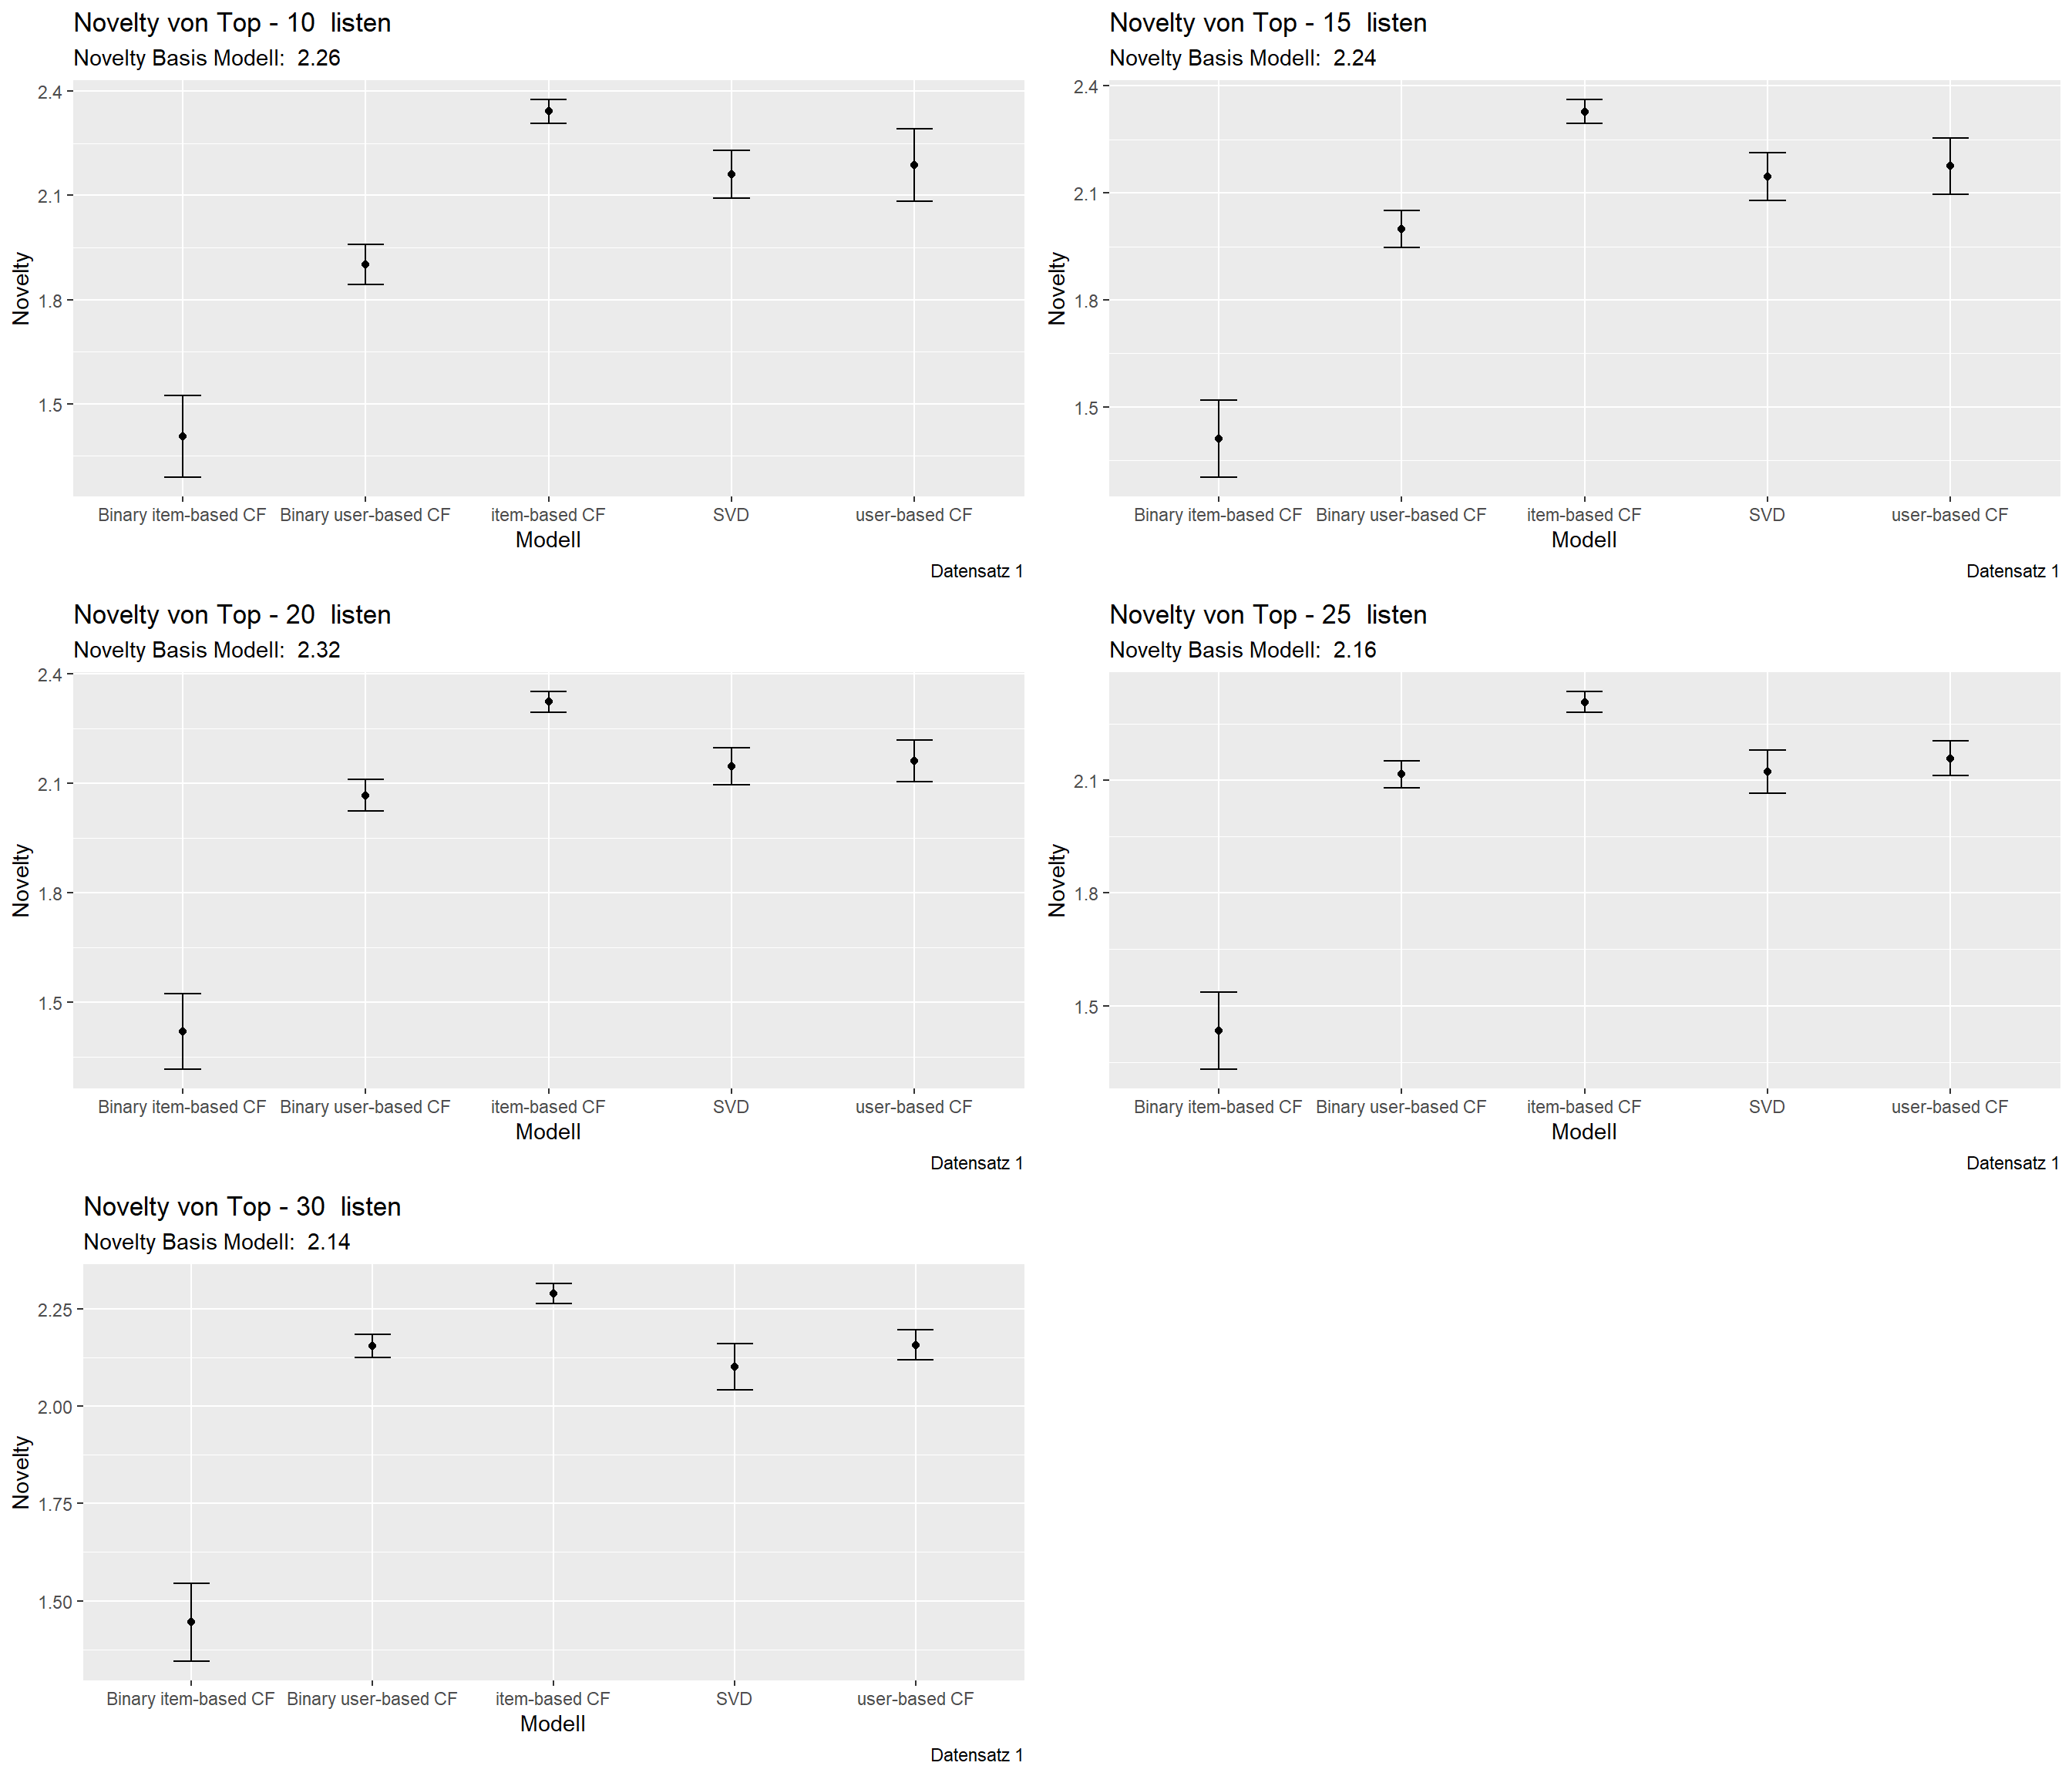 Novelty von Top - 10  listen
Novelty Basis Modell:  2.26
2.4
2.1
1.8
1.5
Novelty
Binary item-based CF Binary user-based CF item-based CF SVD user-based CF
Modell
Datensatz 1
Novelty von Top - 15  listen
Novelty Basis Modell:  2.24
2.4
2.1
1.8
1.5
Novelty
Binary item-based CF Binary user-based CF item-based CF SVD user-based CF
Modell
Datensatz 1
Novelty von Top - 20  listen
Novelty Basis Modell:  2.32
2.4
2.1
1.8
1.5
Novelty
Binary item-based CF Binary user-based CF item-based CF SVD user-based CF
Modell
Datensatz 1
Novelty von Top - 25  listen
Novelty Basis Modell:  2.16
2.1
1.8
1.5
Novelty
Binary item-based CF Binary user-based CF item-based CF SVD user-based CF
Modell
Datensatz 1
Novelty von Top - 30  listen
Novelty Basis Modell:  2.14
2.25
2.00
1.75
1.50
Novelty
Binary item-based CF Binary user-based CF item-based CF SVD user-based CF
Modell
Datensatz 1